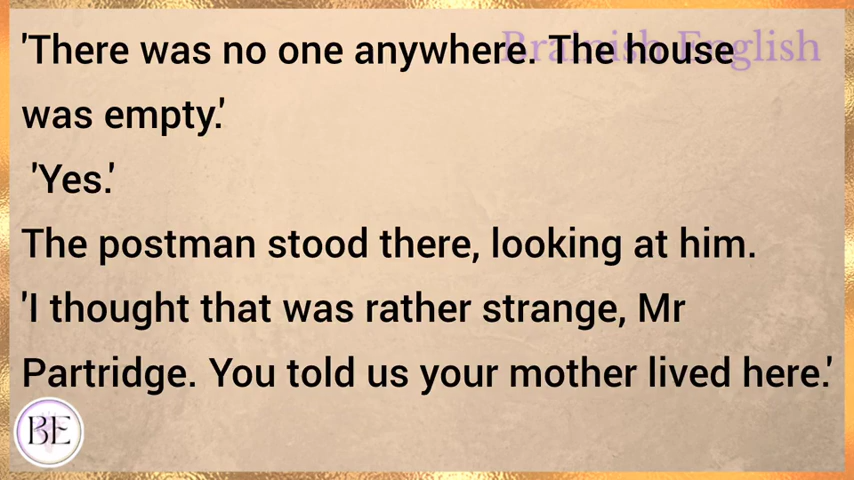 Brainish English
'There was no one anywhere. The house
was empty.'
'Yes.'
The postman stood there, looking at him.
'I thought that was rather strange, Mr
Partridge. You told us your mother lived here.'
BE